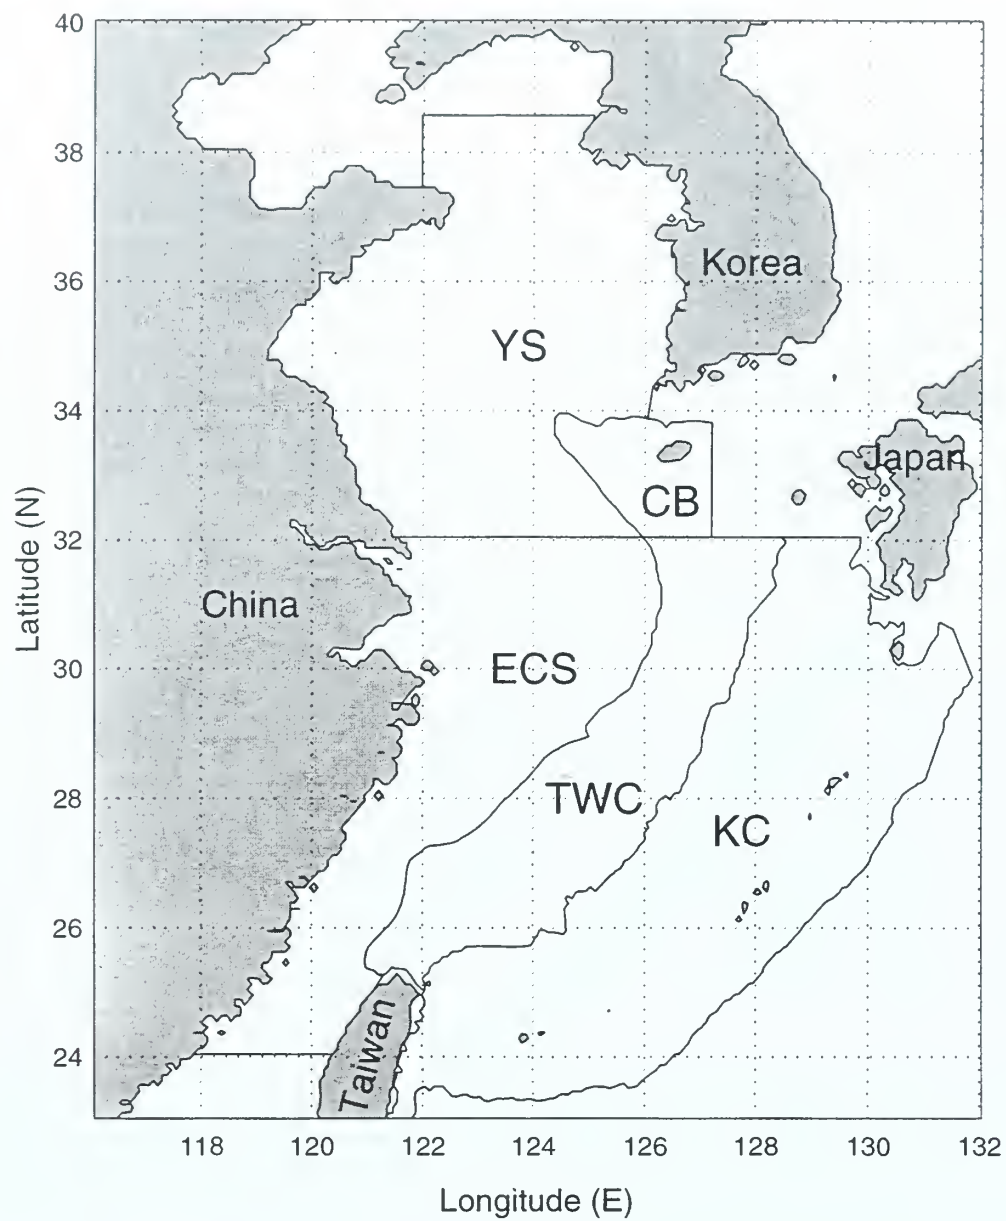 40
38
36
34
32
30
28
26
24
Latitude (N)
Korea
YS
Japan
CB
China
ECS
TWC
KC
Taiwan
118 120 122 124 126 128 130 132
Longitude (E)